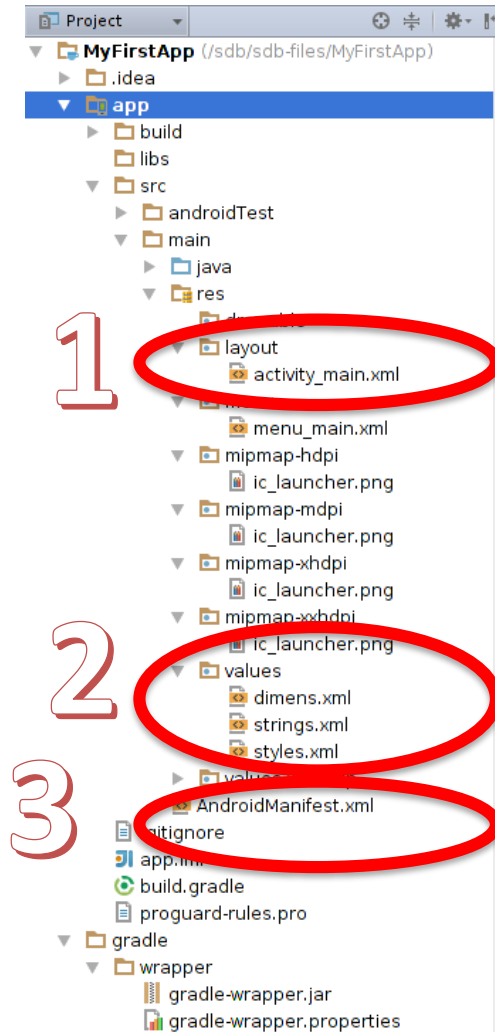 Project
MyFirstApp (/sdb/sdb-files/MyFirstApp)
.idea
app
build
libs
src
androidTest
main
java
res
1
layout
activity_main.xml
menu_main.xml
mipmap-hdpi
ic_launcher.png
mipmap-mdpi
ic_launcher.png
mipmap-xhdpi
ic_launcher.png
mipmap-xxhdpi
2
ic_launcher.png
values
dimens.xml
strings.xml
styles.xml
3
AndroidManifest.xml
.gitignore
build.gradle
proguard-rules.pro
gradle
wrapper
gradle-wrapper.jar
gradle-wrapper.properties